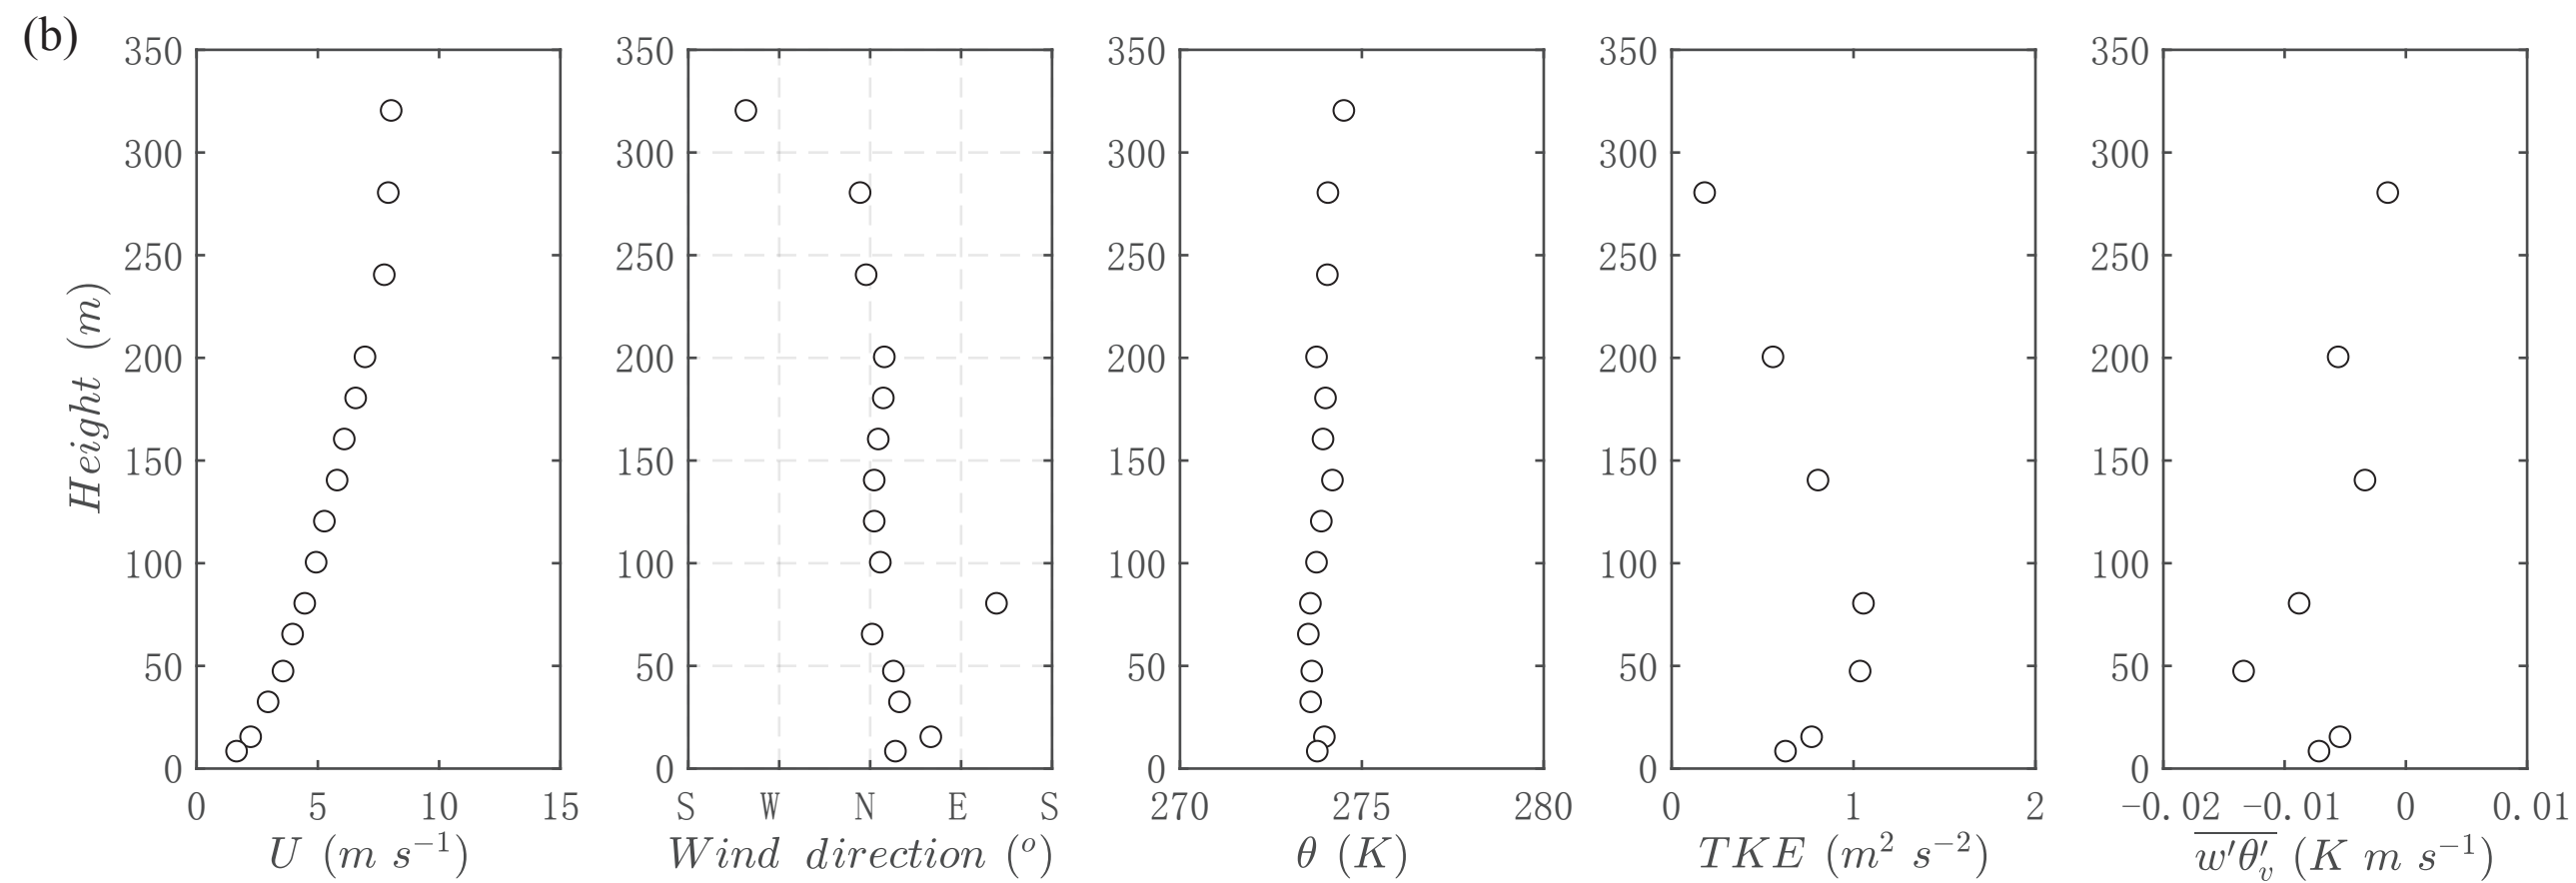 (b)
350 350 350 350 350
300 300 300 300 300
250 250 250 250 250
200 200 200 200 200
150 150 150 150 150
100 100 100 100 100
50 50 50 50 50
0 0 0 0 0
Height (m)
0 5 10 15 S W N E S 270 275 280 0 1 2 −0.02 −0.01 0 0.01
U (m s⁻¹) Wind direction (°) θ (K) TKE (m² s⁻²) w′θ′ᵥ (K m s⁻¹)